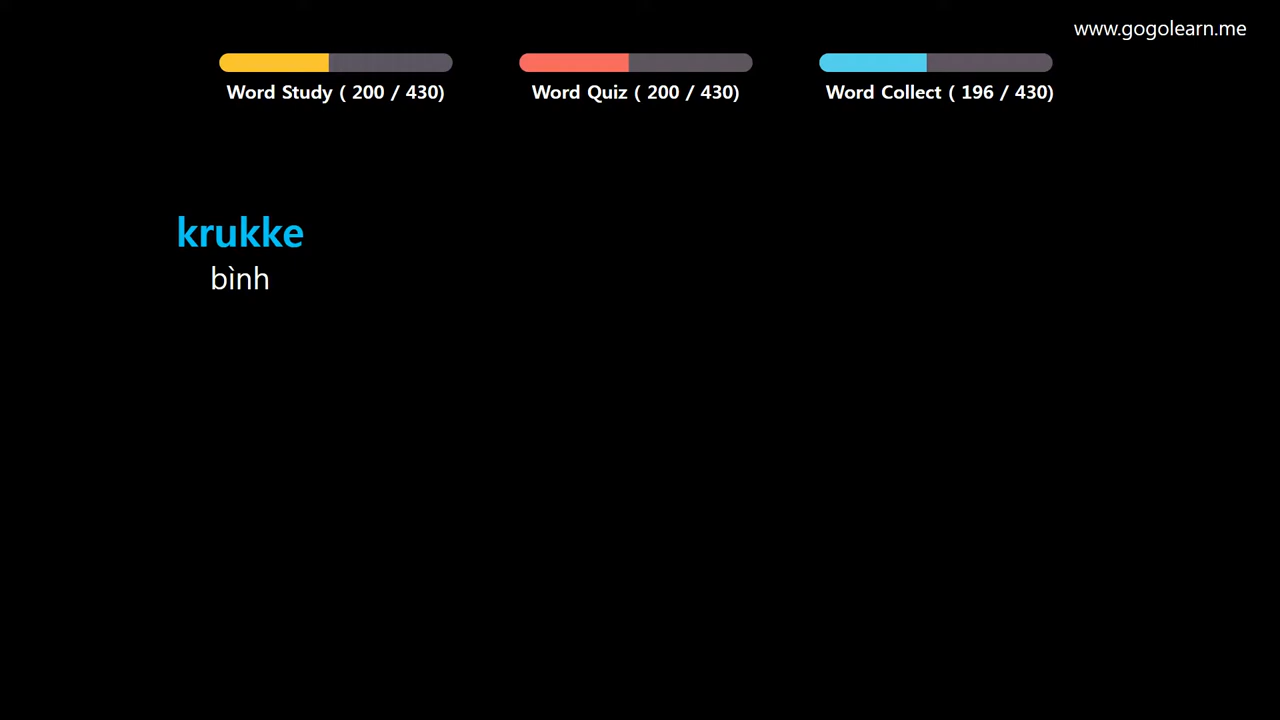 www.gogolearn.me
Word Study ( 200 / 430)
Word Quiz ( 200 / 430)
Word Collect ( 196 / 430)
krukke
bình